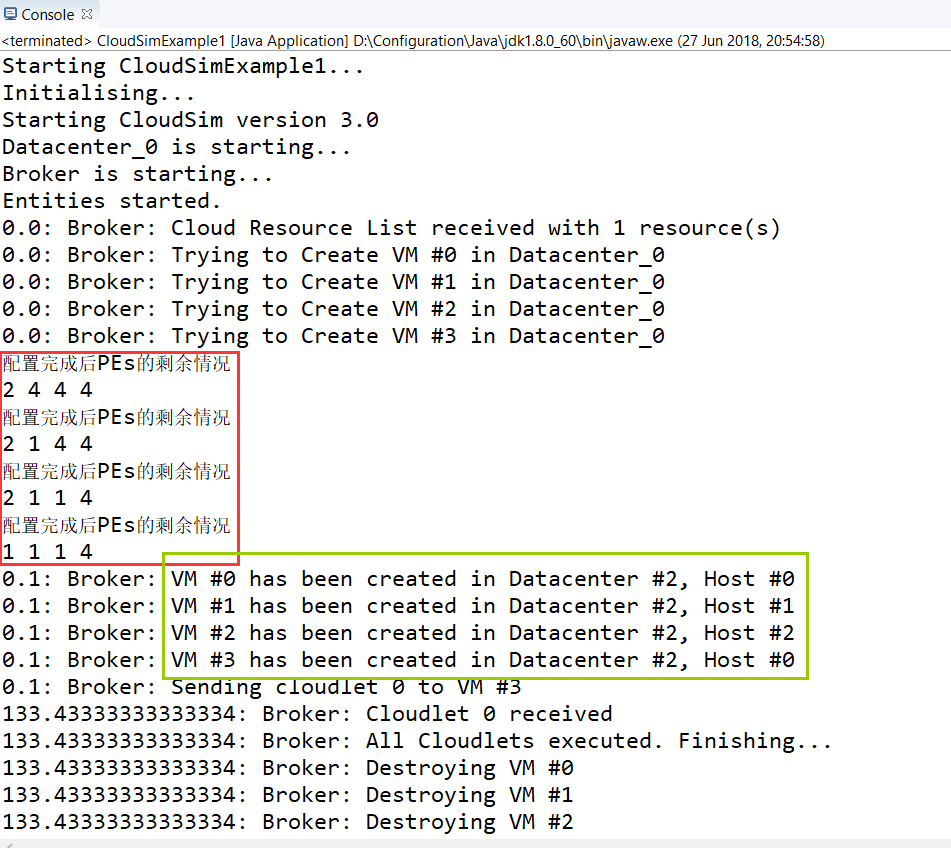 Console
<terminated> CloudSimExample1 [Java Application] D:\Configuration\Java\jdk1.8.0_60\bin\javaw.exe (27 Jun 2018, 20:54:58)
Starting CloudSimExample1...
Initialising...
Starting CloudSim version 3.0
Datacenter_0 is starting...
Broker is starting...
Entities started.
0.0: Broker: Cloud Resource List received with 1 resource(s)
0.0: Broker: Trying to Create VM #0 in Datacenter_0
0.0: Broker: Trying to Create VM #1 in Datacenter_0
0.0: Broker: Trying to Create VM #2 in Datacenter_0
0.0: Broker: Trying to Create VM #3 in Datacenter_0
配置完成后PEs的剩余情况
2 4 4 4
配置完成后PEs的剩余情况
2 1 4 4
配置完成后PEs的剩余情况
2 1 1 4
配置完成后PEs的剩余情况
1 1 1 4
0.1: Broker: VM #0 has been created in Datacenter #2, Host #0
0.1: Broker: VM #1 has been created in Datacenter #2, Host #1
0.1: Broker: VM #2 has been created in Datacenter #2, Host #2
0.1: Broker: VM #3 has been created in Datacenter #2, Host #0
0.1: Broker: Sending cloudlet 0 to VM #3
133.43333333333334: Broker: Cloudlet 0 received
133.43333333333334: Broker: All Cloudlets executed. Finishing...
133.43333333333334: Broker: Destroying VM #0
133.43333333333334: Broker: Destroying VM #1
133.43333333333334: Broker: Destroying VM #2